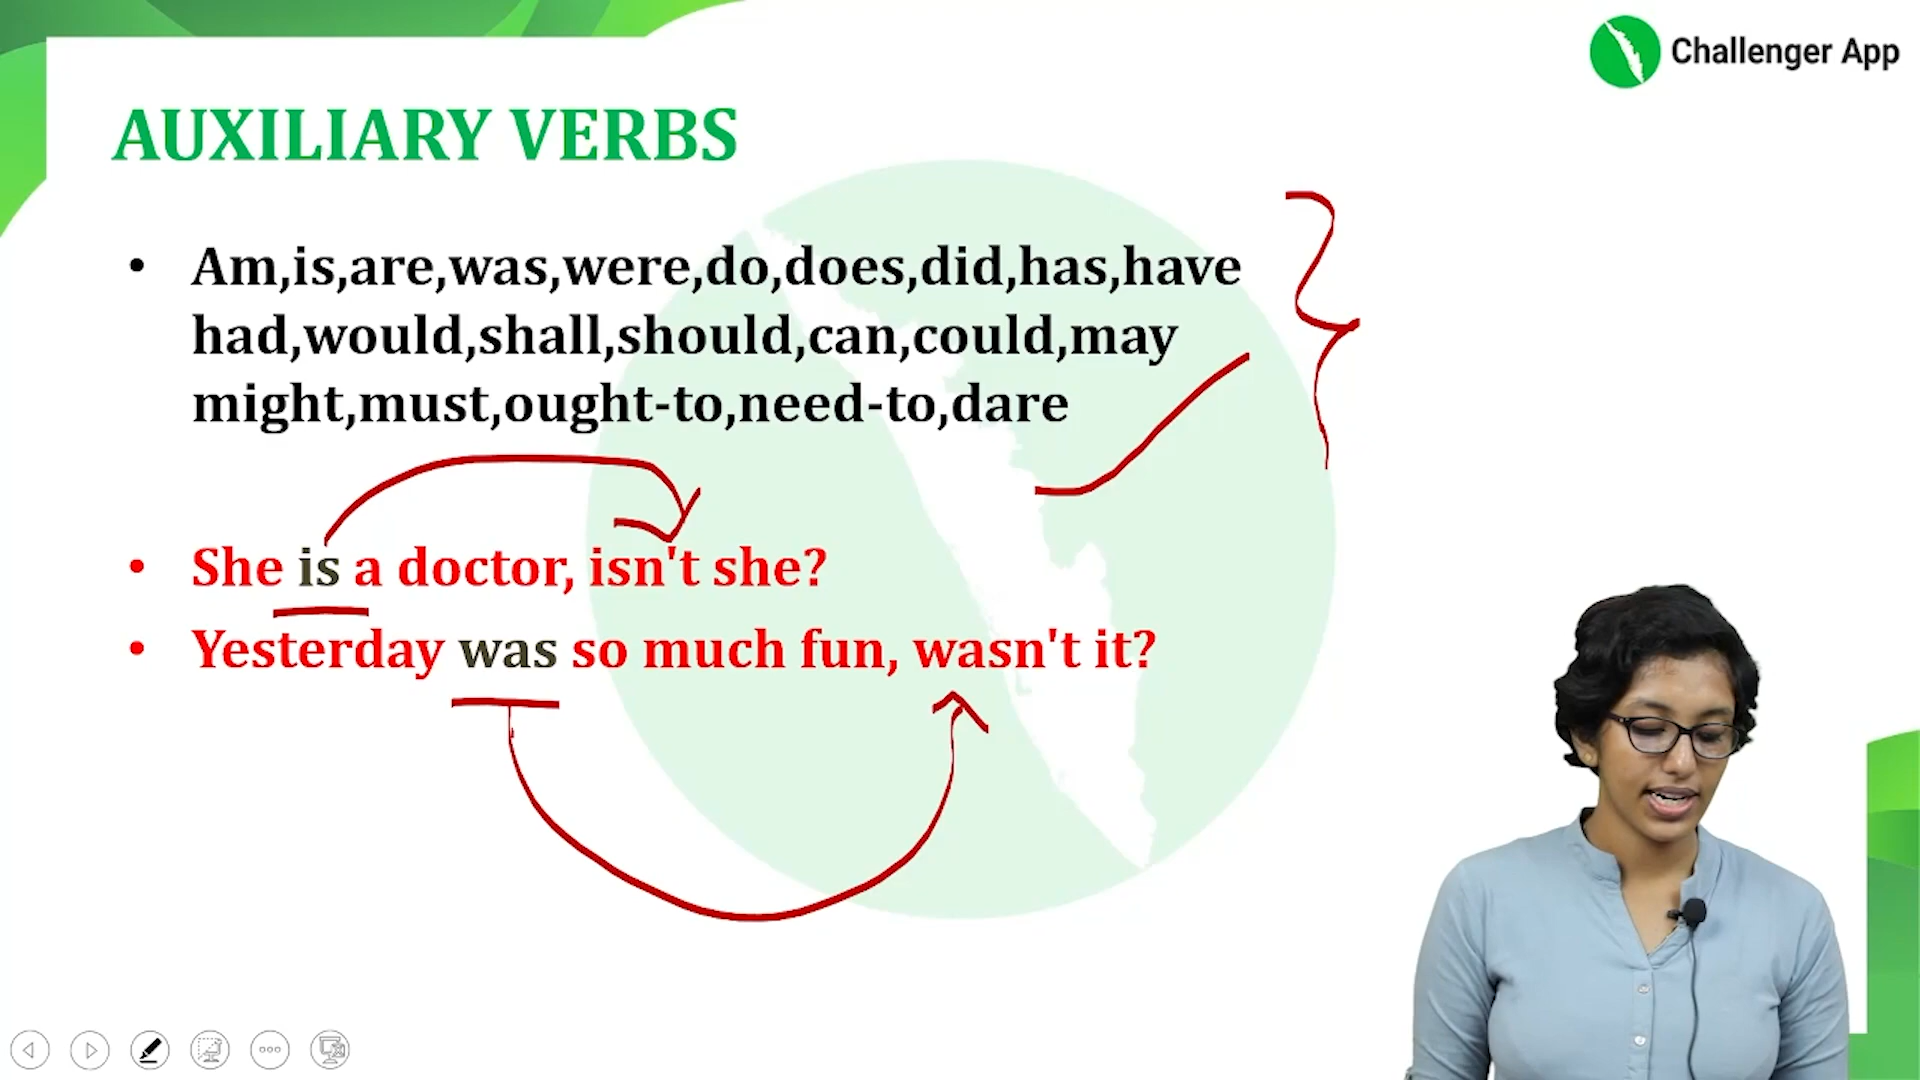 Challenger App
AUXILIARY VERBS
• Am,is,are,was,were,do,does,did,has,have
had,would,shall,should,can,could,may
might,must,ought-to,need-to,dare
• She is a doctor, isn't she?
• Yesterday was so much fun, wasn't it?